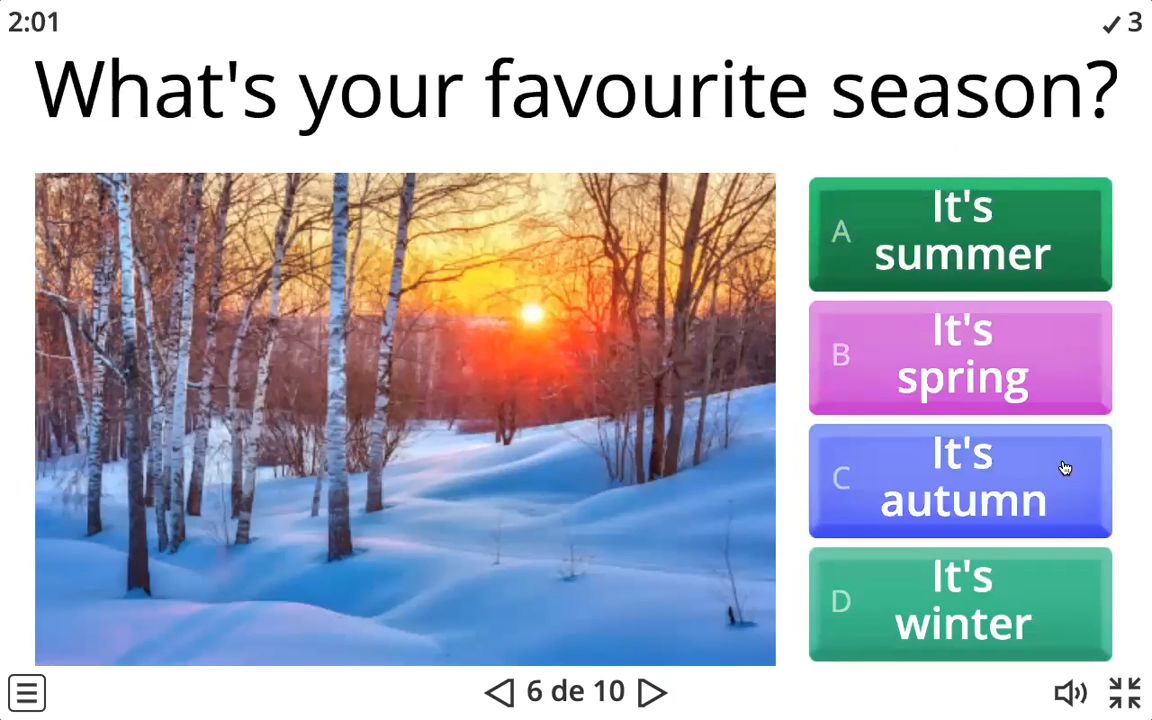 2:01
✓ 3
What's your favourite season?
A
It's
summer
B
It's
spring
C
It's
autumn
D
It's
winter
6 de 10